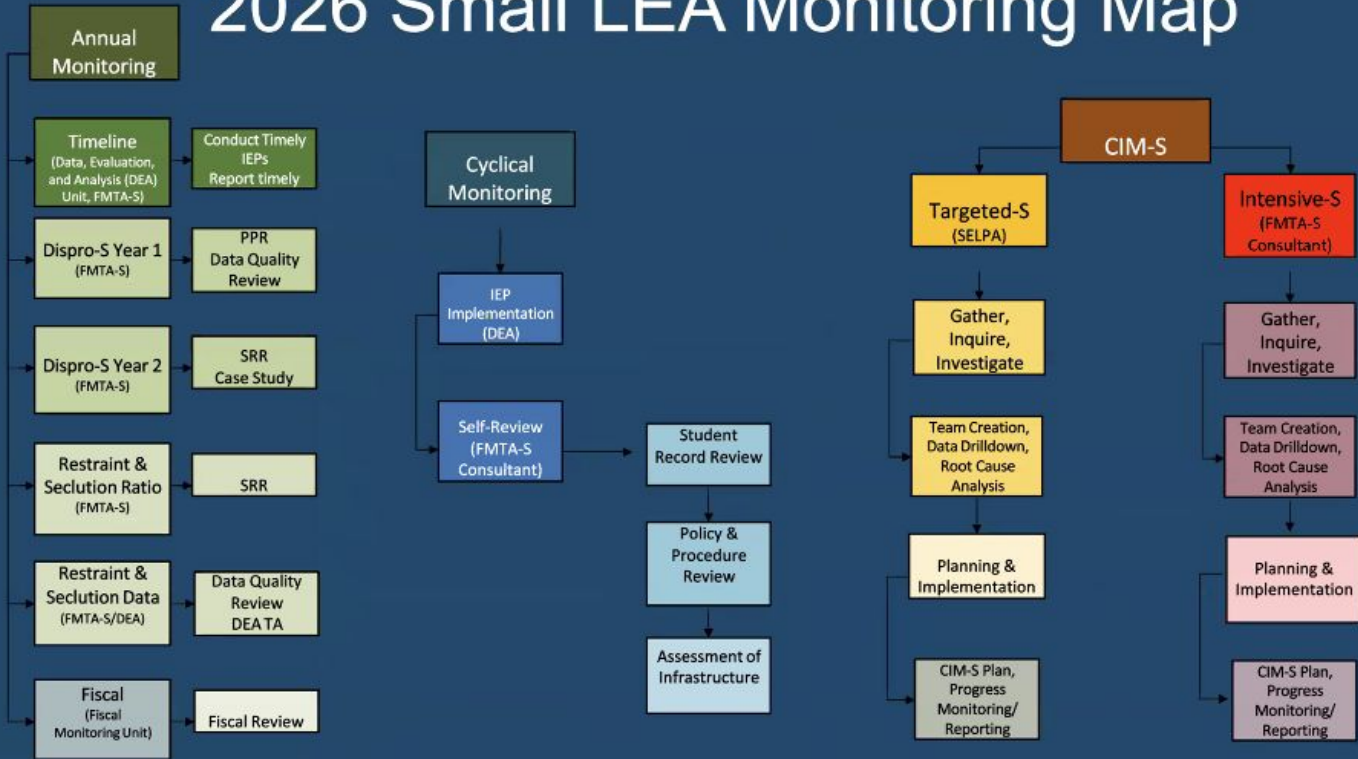 2026 Small LEA Monitoring Map
Annual
Monitoring
Timeline
(Data, Evaluation,
and Analysis (DEA)
Unit, FMTA-S)
Conduct Timely
IEPs
Report timely
Dispro-S Year 1
(FMTA-S)
PPR
Data Quality
Review
Dispro-S Year 2
(FMTA-S)
SRR
Case Study
Restraint &
Seclution Ratio
(FMTA-S)
SRR
Restraint &
Seclution Data
(FMTA-S/DEA)
Data Quality
Review
DEA TA
Fiscal
(Fiscal
Monitoring Unit)
Fiscal Review
Cyclical
Monitoring
IEP
Implementation
(DEA)
Self-Review
(FMTA-S
Consultant)
Student
Record Review
Policy &
Procedure
Review
Assessment of
Infrastructure
CIM-S
Targeted-S
(SELPA)
Gather,
Inquire,
Investigate
Team Creation,
Data Drilldown,
Root Cause
Analysis
Planning &
Implementation
CIM-S Plan,
Progress
Monitoring/
Reporting
Intensive-S
(FMTA-S
Consultant)
Gather,
Inquire,
Investigate
Team Creation,
Data Drilldown,
Root Cause
Analysis
Planning &
Implementation
CIM-S Plan,
Progress
Monitoring/
Reporting